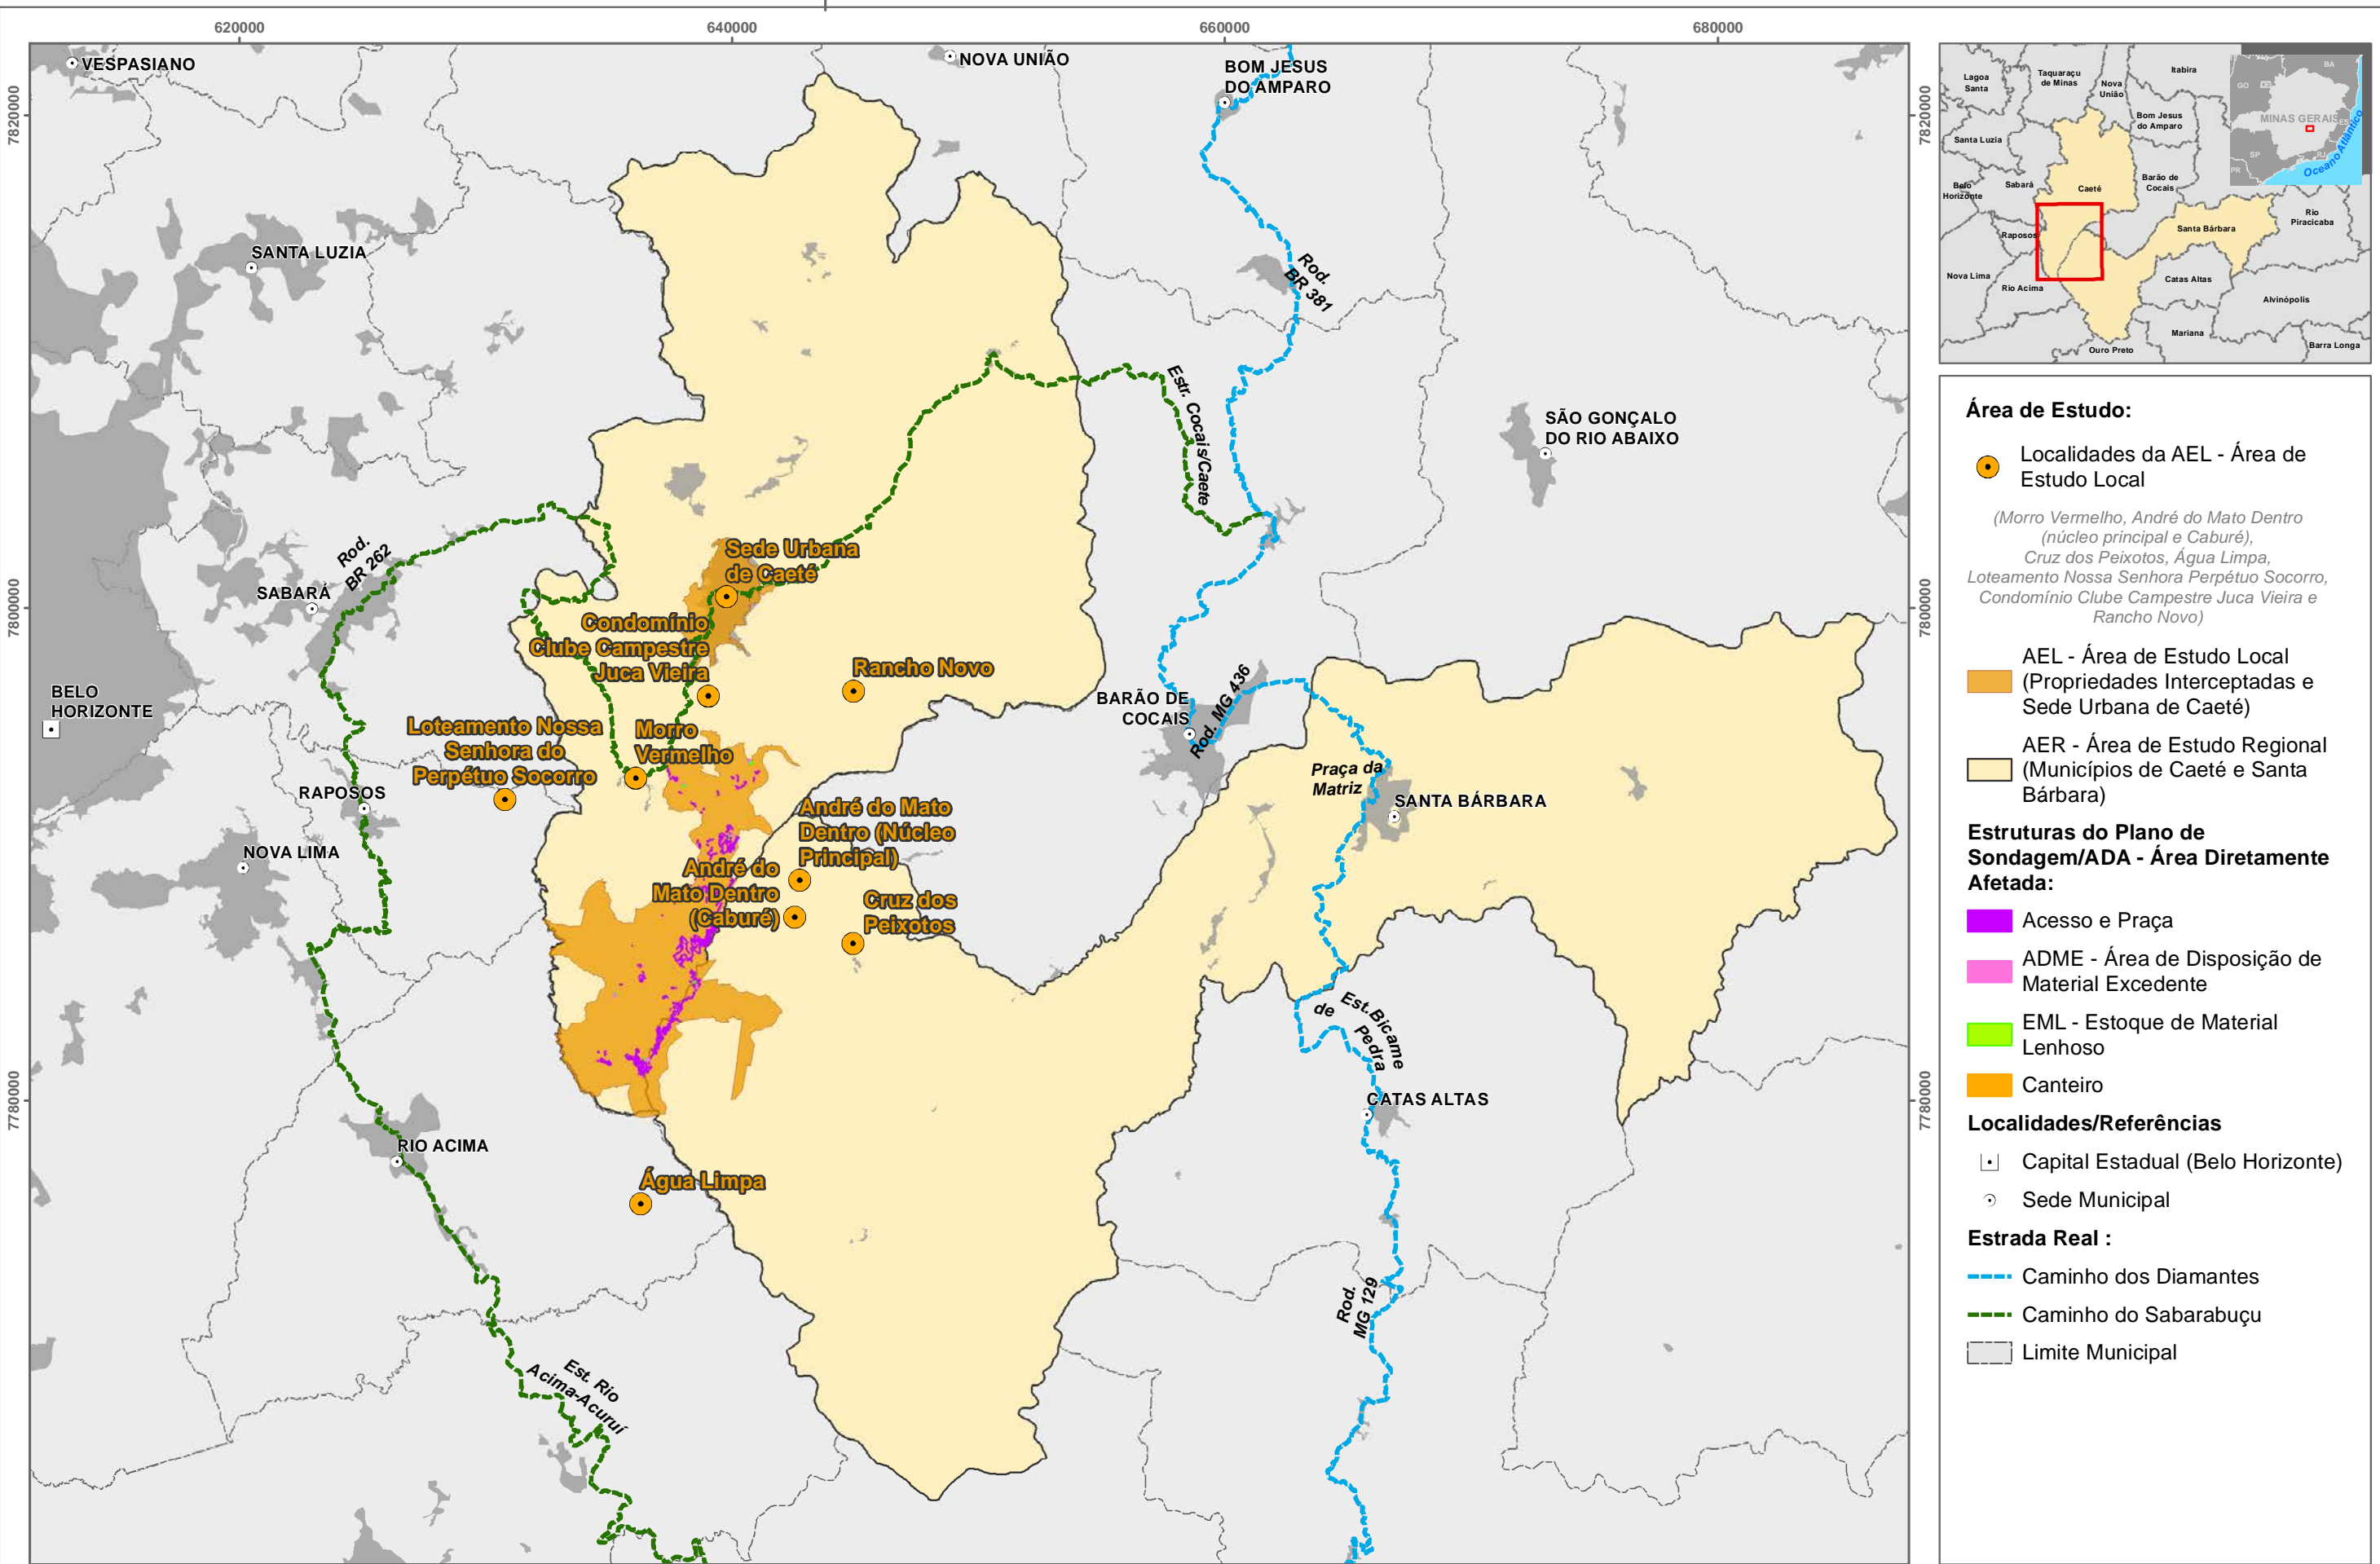 620000
640000
660000
680000
7820000
7800000
7780000
7820000
7800000
7780000
VESPASIANO
NOVA UNIÃO
BOM JESUS
DO AMPARO
SANTA LUZIA
Rod.
BR 381
Estr. Cocais/Caete
SÃO GONÇALO
DO RIO ABAIXO
Rod.
BR 262
SABARÁ
Sede Urbana
de Caeté
Condomínio
Clube Campestre
Juca Vieira
Rancho Novo
BELO
HORIZONTE
BARÃO DE
COCAIS
Rod. MG 436
Loteamento Nossa
Senhora do
Perpétuo Socorro
Morro
Vermelho
RAPOSOS
Praça da
Matriz
SANTA BÁRBARA
NOVA LIMA
André do Mato
Dentro (Núcleo
Principal)
André do
Mato Dentro
(Caburé)
Cruz dos
Peixotos
Est.Bicame
de Pedra
CATAS ALTAS
RIO ACIMA
Água Limpa
Rod.
MG 129
Est. Rio
Acima-Acuruí
Lagoa
Santa
Taquaraçu
de Minas
Nova
União
Itabira
Bom Jesus
do Amparo
Santa Luzia
Belo
Horizonte
Sabará
Caeté
Barão de
Cocais
Raposos
Santa Bárbara
Rio
Piracicaba
Nova Lima
Rio Acima
Catas Altas
Alvinópolis
Mariana
Ouro Preto
Barra Longa
BA
GO
MINAS GERAIS
ES
SP
RJ
PR
Oceano Atlântico
Área de Estudo:
Localidades da AEL - Área de
Estudo Local
(Morro Vermelho, André do Mato Dentro
(núcleo principal e Caburé),
Cruz dos Peixotos, Água Limpa,
Loteamento Nossa Senhora Perpétuo Socorro,
Condomínio Clube Campestre Juca Vieira e
Rancho Novo)
AEL - Área de Estudo Local
(Propriedades Interceptadas e
Sede Urbana de Caeté)
AER - Área de Estudo Regional
(Municípios de Caeté e Santa
Bárbara)
Estruturas do Plano de
Sondagem/ADA - Área Diretamente
Afetada:
Acesso e Praça
ADME - Área de Disposição de
Material Excedente
EML - Estoque de Material
Lenhoso
Canteiro
Localidades/Referências
Capital Estadual (Belo Horizonte)
Sede Municipal
Estrada Real :
Caminho dos Diamantes
Caminho do Sabarabuçu
Limite Municipal